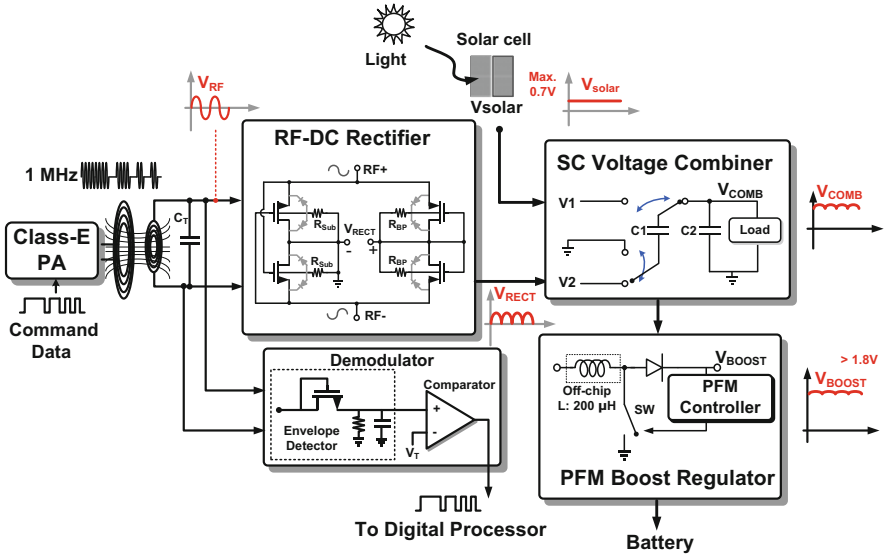 Light
Solar cell
Vsolar
Max.
0.7V
Vsolar
VRF
1 MHz
CT
Class-E
PA
Command
Data
RF-DC Rectifier
RF+
RSub
RBP
VRECT
-
+
RSub
RBP
RF-
VRECT
SC Voltage Combiner
V1
V2
C1
C2
VCOMB
Load
VCOMB
Demodulator
Envelope
Detector
Comparator
+
-
VT
To Digital Processor
Off-chip
L: 200 µH
SW
VBOOST
PFM
Controller
PFM Boost Regulator
> 1.8V
VBOOST
Battery